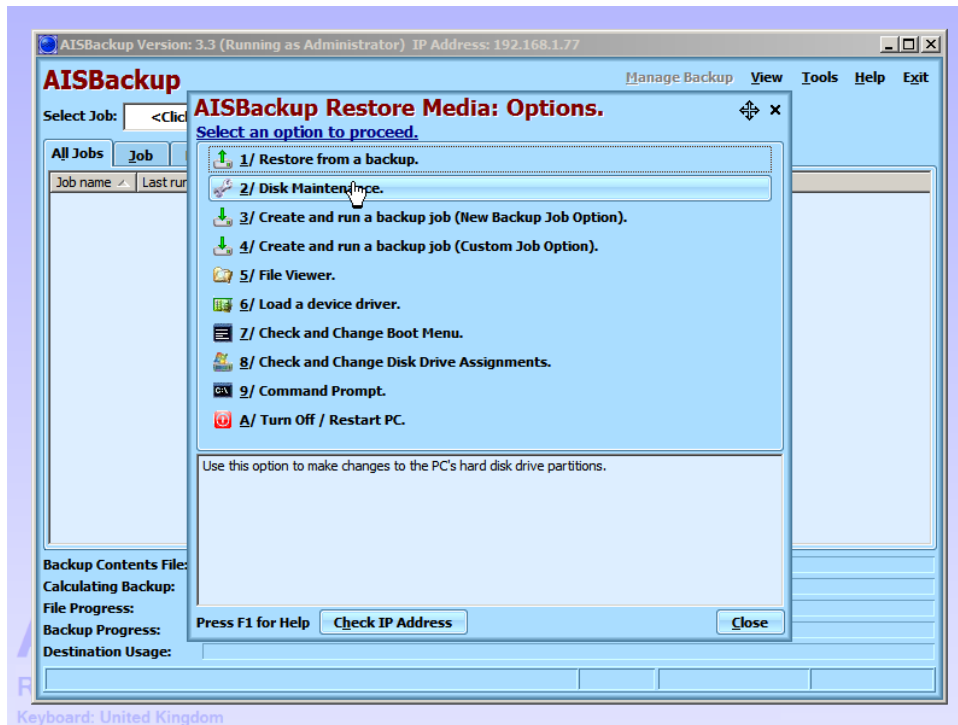 AISBackup Version: 3.3 (Running as Administrator) IP Address: 192.168.1.77
AISBackup
Manage Backup View Tools Help Exit
Select Job:
AISBackup Restore Media: Options.
Select an option to proceed.
All Jobs Job
Job name Last run
1/ Restore from a backup.
2/ Disk Maintenance.
3/ Create and run a backup job (New Backup Job Option).
4/ Create and run a backup job (Custom Job Option).
5/ File Viewer.
6/ Load a device driver.
7/ Check and Change Boot Menu.
8/ Check and Change Disk Drive Assignments.
9/ Command Prompt.
A/ Turn Off / Restart PC.
Use this option to make changes to the PC's hard disk drive partitions.
Press F1 for Help Check IP Address Close
Backup Contents File:
Calculating Backup:
File Progress:
Backup Progress:
Destination Usage:
Keyboard: United Kingdom